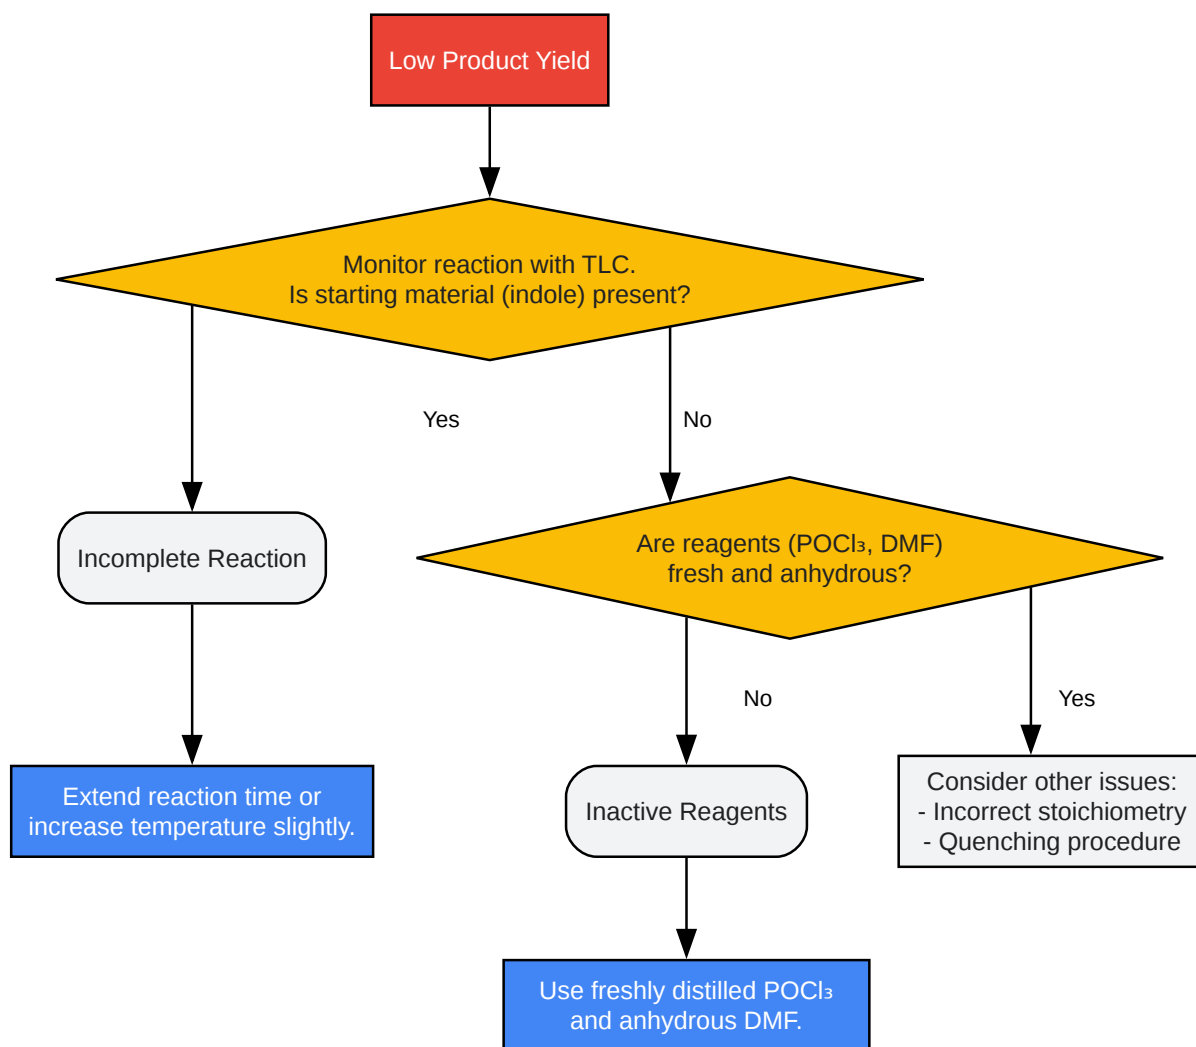 Low Product Yield
Monitor reaction with TLC.
Is starting material (indole) present?
Yes
No
Incomplete Reaction
Are reagents (POCl₃, DMF)
fresh and anhydrous?
No
Yes
Extend reaction time or
increase temperature slightly.
Inactive Reagents
Consider other issues:
- Incorrect stoichiometry
- Quenching procedure
Use freshly distilled POCl₃
and anhydrous DMF.